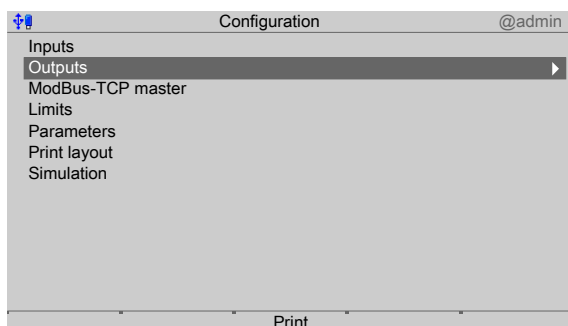 Configuration @admin
Inputs
Outputs
ModBus-TCP master
Limits
Parameters
Print layout
Simulation
Print